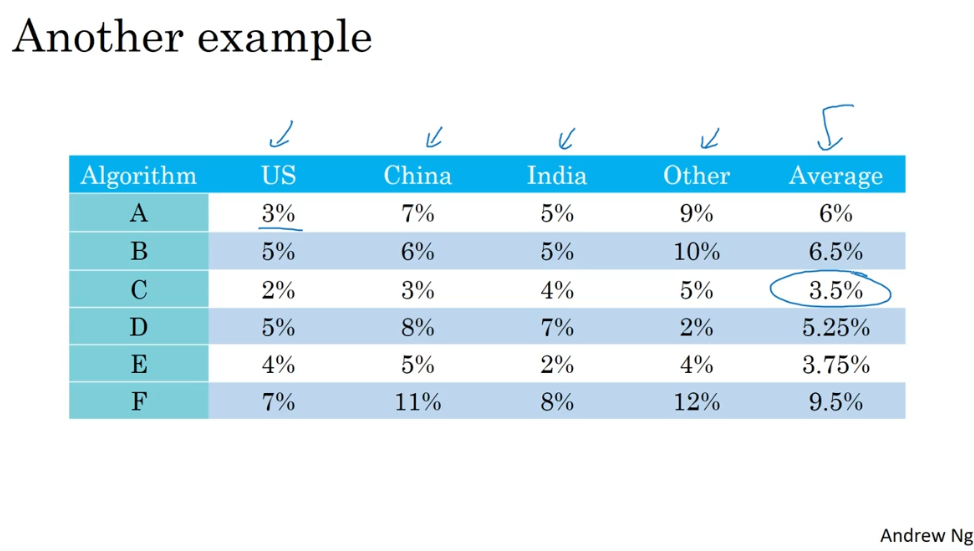 Another example
Algorithm US China India Other Average
A 3% 7% 5% 9% 6%
B 5% 6% 5% 10% 6.5%
C 2% 3% 4% 5% 3.5%
D 5% 8% 7% 2% 5.25%
E 4% 5% 2% 4% 3.75%
F 7% 11% 8% 12% 9.5%
Andrew Ng